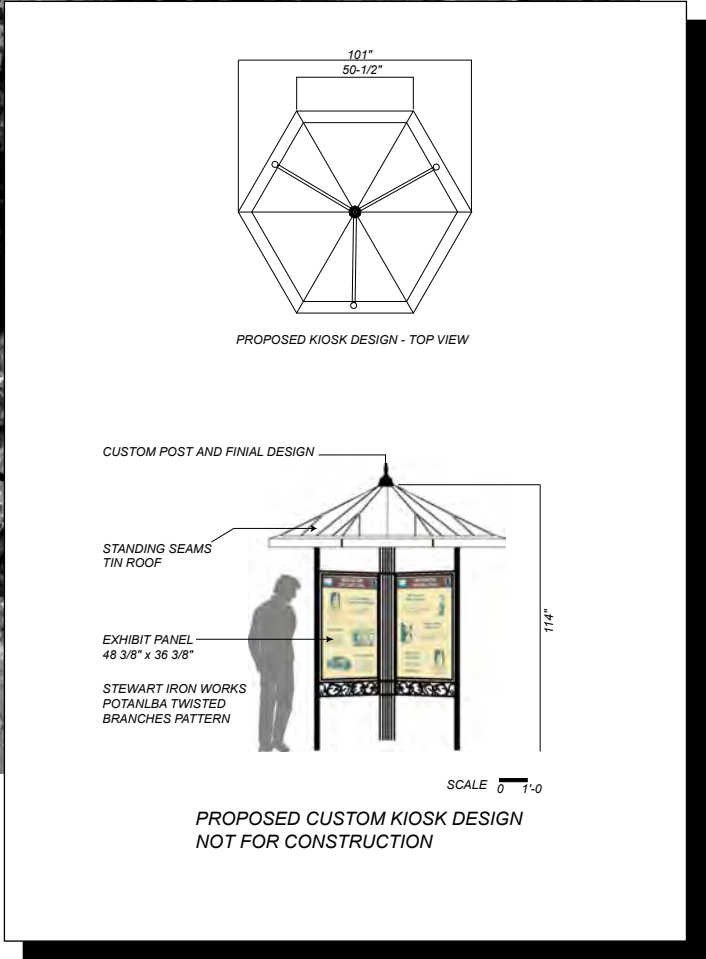 101"
50-1/2"
PROPOSED KIOSK DESIGN - TOP VIEW
CUSTOM POST AND FINIAL DESIGN
STANDING SEAMS
TIN ROOF
EXHIBIT PANEL
48 3/8" x 36 3/8"
STEWART IRON WORKS
POTANLBA TWISTED
BRANCHES PATTERN
114"
SCALE 0 1'-0
PROPOSED CUSTOM KIOSK DESIGN
NOT FOR CONSTRUCTION